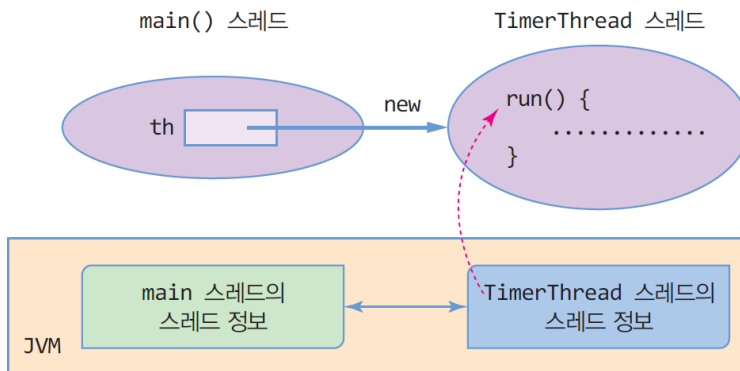 main() 스레드
TimerThread 스레드
th
new
run() {
.............
}
main 스레드의
스레드 정보
TimerThread 스레드의
스레드 정보
JVM